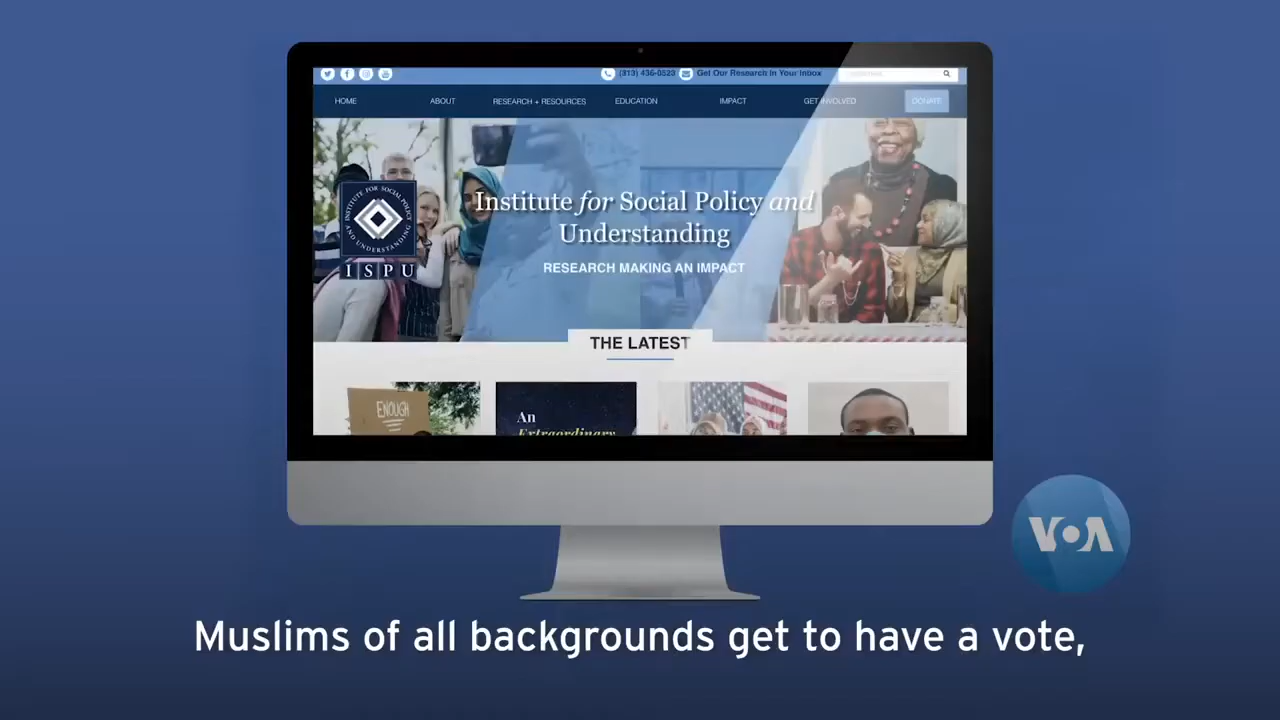 (313) 436-0523
Get Our Research In Your Inbox
HOME
ABOUT
RESEARCH + RESOURCES
EDUCATION
IMPACT
GET INVOLVED
DONATE
INSTITUTE FOR SOCIAL POLICY
AND UNDERSTANDING
ISPU
Institute for Social Policy and
Understanding
RESEARCH MAKING AN IMPACT
THE LATEST
ENOUGH
An
Extraordinary
VOA
Muslims of all backgrounds get to have a vote,